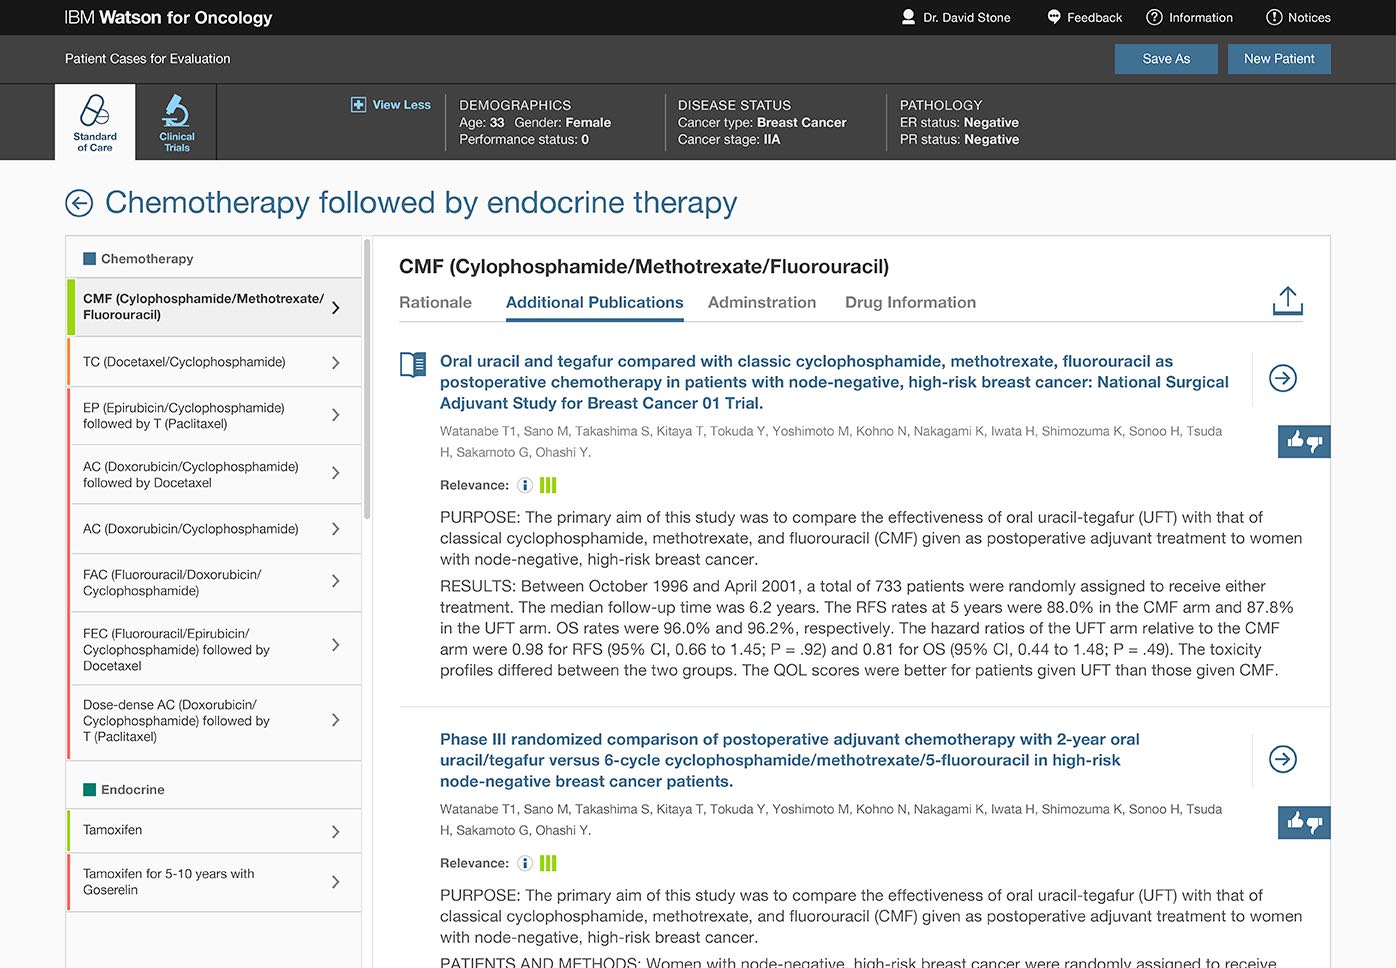 IBM Watson for Oncology
Dr. David Stone
Feedback
Information
Notices
Patient Cases for Evaluation
Save As
New Patient
Standard
of Care
Clinical
Trials
View Less
DEMOGRAPHICS
Age: 33 Gender: Female
Performance status: 0
DISEASE STATUS
Cancer type: Breast Cancer
Cancer stage: IIA
PATHOLOGY
ER status: Negative
PR status: Negative
Chemotherapy followed by endocrine therapy
Chemotherapy
CMF (Cylophosphamide/Methotrexate/
Fluorouracil)
TC (Docetaxel/Cyclophosphamide)
EP (Epirubicin/Cyclophosphamide)
followed by T (Paclitaxel)
AC (Doxorubicin/Cyclophosphamide)
followed by Docetaxel
AC (Doxorubicin/Cyclophosphamide)
FAC (Fluorouracil/Doxorubicin/
Cyclophosphamide)
FEC (Fluorouracil/Epirubicin/
Cyclophosphamide) followed by
Docetaxel
Dose-dense AC (Doxorubicin/
Cyclophosphamide) followed by
T (Paclitaxel)
Endocrine
Tamoxifen
Tamoxifen for 5-10 years with
Goserelin
CMF (Cylophosphamide/Methotrexate/Fluorouracil)
Rationale
Additional Publications
Adminstration
Drug Information
Oral uracil and tegafur compared with classic cyclophosphamide, methotrexate, fluorouracil as
postoperative chemotherapy in patients with node-negative, high-risk breast cancer: National Surgical
Adjuvant Study for Breast Cancer 01 Trial.
Watanabe T1, Sano M, Takashima S, Kitaya T, Tokuda Y, Yoshimoto M, Kohno N, Nakagami K, Iwata H, Shimozuma K, Sonoo H, Tsuda
H, Sakamoto G, Ohashi Y.
Relevance:
PURPOSE: The primary aim of this study was to compare the effectiveness of oral uracil-tegafur (UFT) with that of
classical cyclophosphamide, methotrexate, and fluorouracil (CMF) given as postoperative adjuvant treatment to women
with node-negative, high-risk breast cancer.
RESULTS: Between October 1996 and April 2001, a total of 733 patients were randomly assigned to receive either
treatment. The median follow-up time was 6.2 years. The RFS rates at 5 years were 88.0% in the CMF arm and 87.8%
in the UFT arm. OS rates were 96.0% and 96.2%, respectively. The hazard ratios of the UFT arm relative to the CMF
arm were 0.98 for RFS (95% CI, 0.66 to 1.45; P = .92) and 0.81 for OS (95% CI, 0.44 to 1.48; P = .49). The toxicity
profiles differed between the two groups. The QOL scores were better for patients given UFT than those given CMF.
Phase III randomized comparison of postoperative adjuvant chemotherapy with 2-year oral
uracil/tegafur versus 6-cycle cyclophosphamide/methotrexate/5-fluorouracil in high-risk
node-negative breast cancer patients.
Watanabe T1, Sano M, Takashima S, Kitaya T, Tokuda Y, Yoshimoto M, Kohno N, Nakagami K, Iwata H, Shimozuma K, Sonoo H, Tsuda
H, Sakamoto G, Ohashi Y.
Relevance:
PURPOSE: The primary aim of this study was to compare the effectiveness of oral uracil-tegafur (UFT) with that of
classical cyclophosphamide, methotrexate, and fluorouracil (CMF) given as postoperative adjuvant treatment to women
with node-negative, high-risk breast cancer.
PATIENTS AND METHODS: Women with node-negative, high-risk breast cancer were randomly assigned to receive